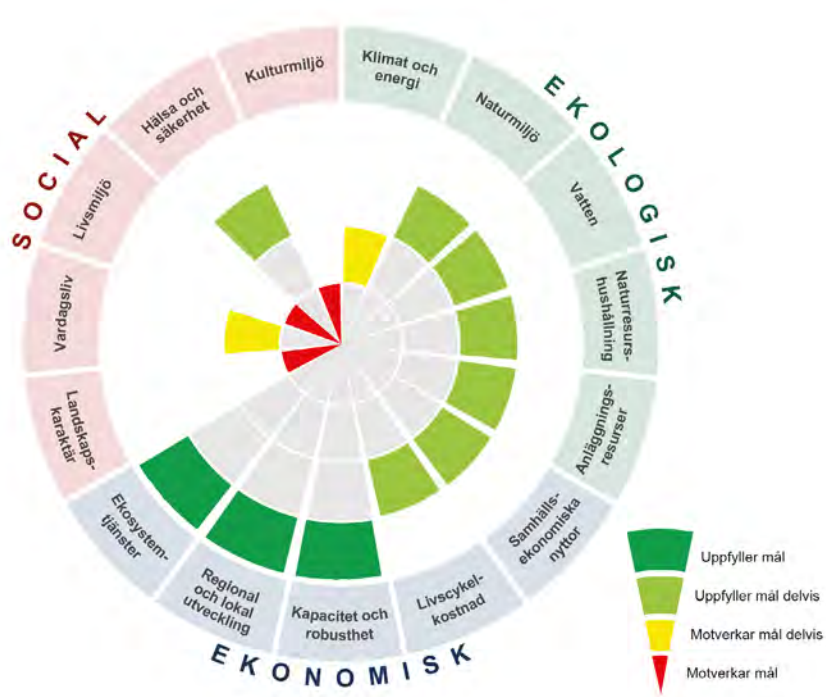 SOCIAL
EKOLOGISK
EKONOMISK
Kulturmiljö
Klimat och
energi
Naturmiljö
Vatten
Naturresurs-
hushållning
Anläggnings-
resurser
Samhälls-
ekonomiska
nyttor
Livscykel-
kostnad
Kapacitet och
robusthet
Regional
och lokal
utveckling
Ekosystem-
tjänster
Landskaps-
karaktär
Vardagsliv
Livsmiljö
Hälsa och
säkerhet
Uppfyller mål
Uppfyller mål delvis
Motverkar mål delvis
Motverkar mål